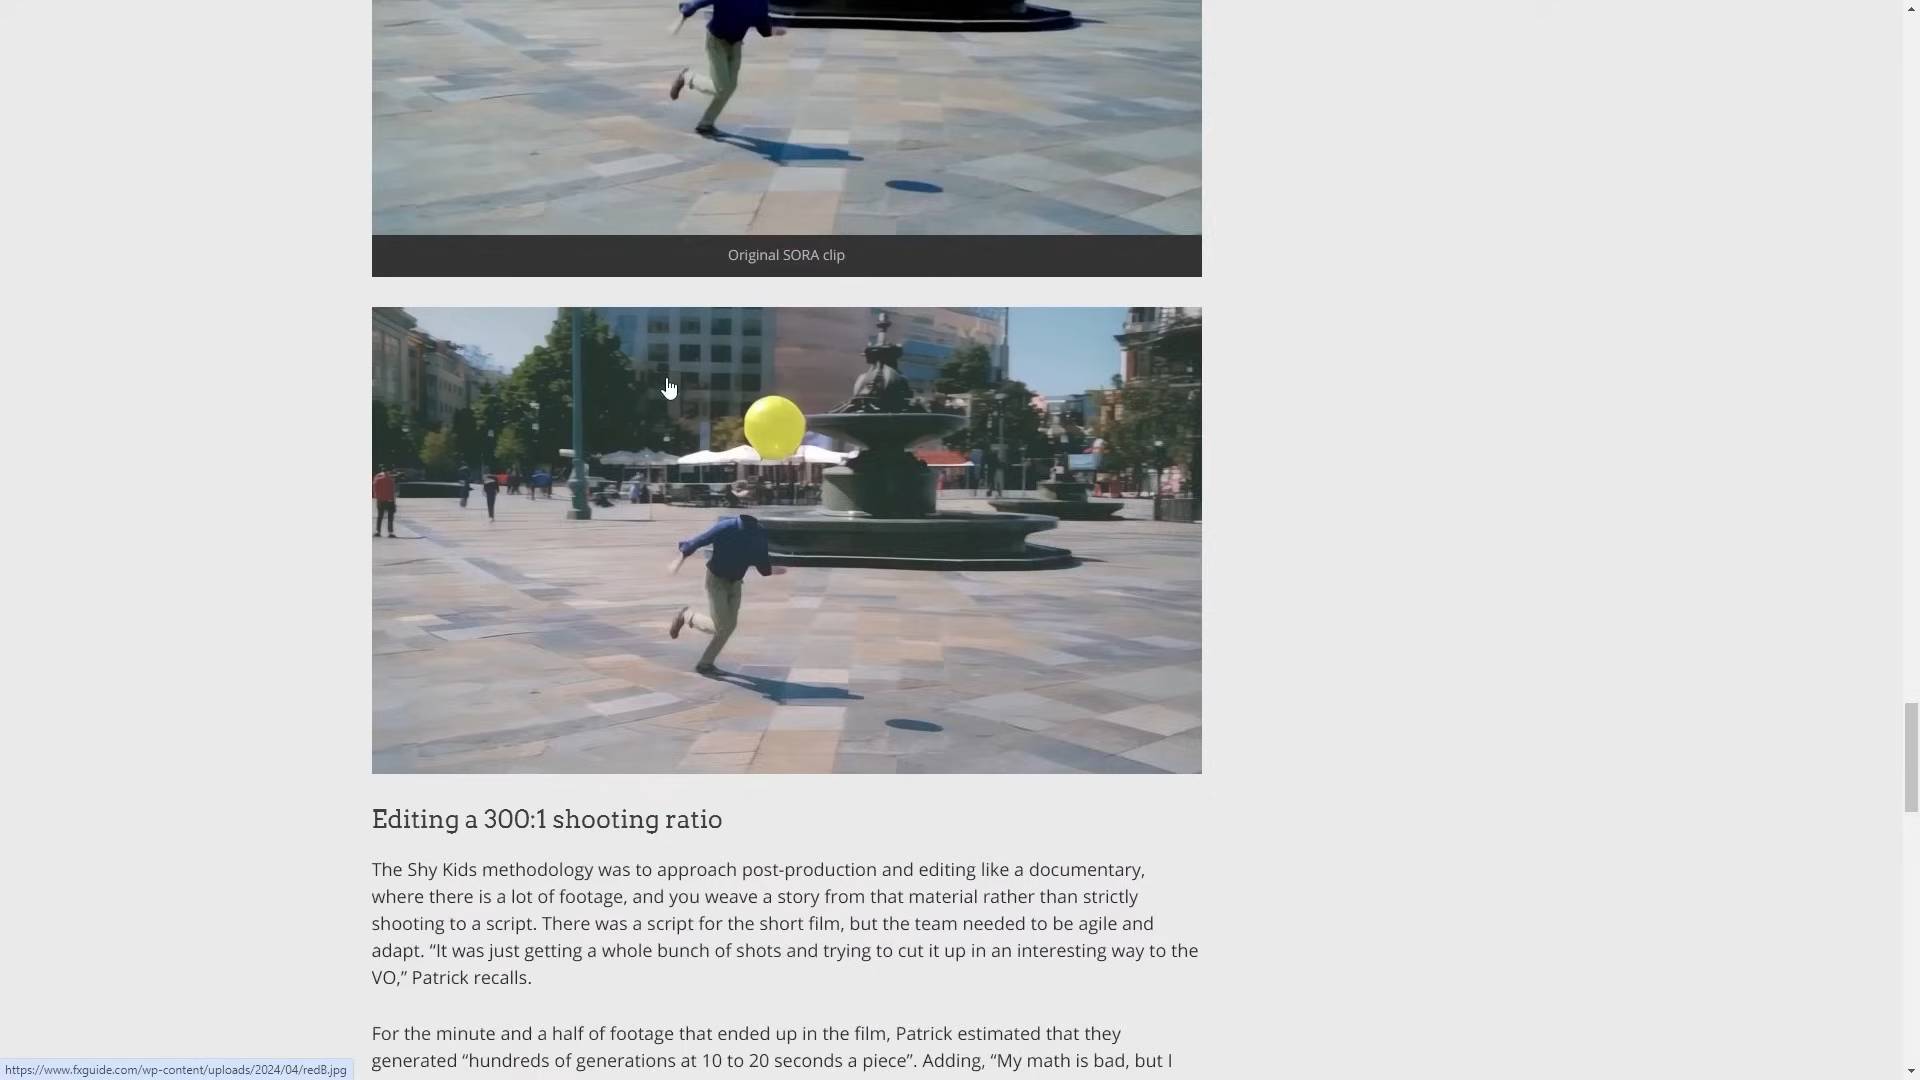 Original SORA clip
Editing a 300:1 shooting ratio
The Shy Kids methodology was to approach post-production and editing like a documentary,
where there is a lot of footage, and you weave a story from that material rather than strictly
shooting to a script. There was a script for the short film, but the team needed to be agile and
adapt. “It was just getting a whole bunch of shots and trying to cut it up in an interesting way to the
VO,” Patrick recalls.
For the minute and a half of footage that ended up in the film, Patrick estimated that they
generated “hundreds of generations at 10 to 20 seconds a piece”. Adding, “My math is bad, but I
https://www.fxguide.com/wp-content/uploads/2024/04/redB.jpg